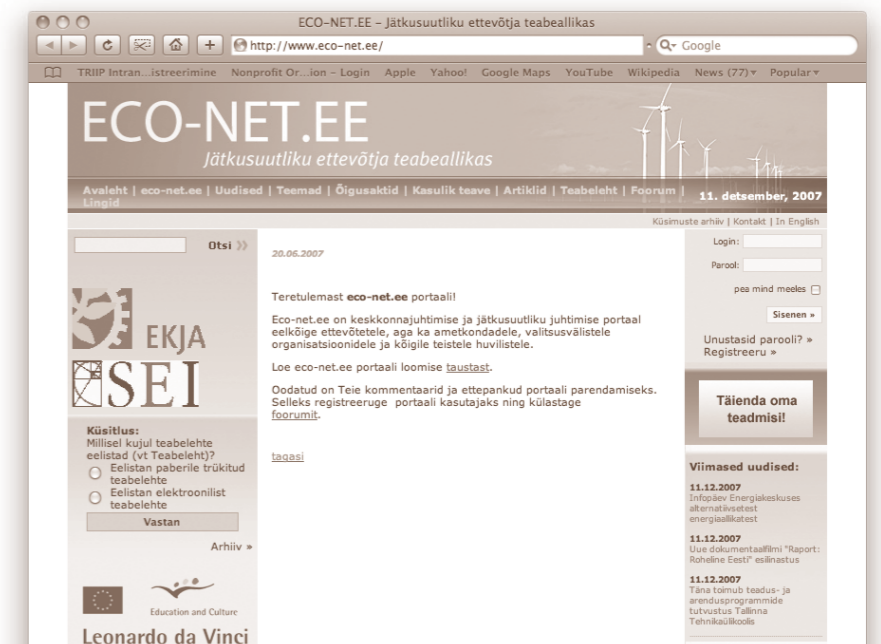 ECO-NET.EE – Jätkusuutliku ettevõtja teabeallikas
http://www.eco-net.ee/
Google
TRIIP Intran...istreerimine Nonprofit Or...ion – Login Apple Yahoo! Google Maps YouTube Wikipedia News (77) Popular
ECO-NET.EE
Jätkusuutliku ettevõtja teabeallikas
Avaleht | eco-net.ee | Uudised | Teemad | Õigusaktid | Kasulik teave | Artiklid | Teabeleht | Foorum |
Lingid
11. detsember, 2007
Küsimuste arhiiv | Kontakt | In English
Otsi »
EKJA
SEI
Küsitlus:
Millisel kujul teabelehte
eelistad (vt Teabeleht)?
Eelistan paberile trükitud
teabelehte
Eelistan elektroonilist
teabelehte
Vastan
Arhiiv »
Education and Culture
Leonardo da Vinci
20.06.2007
Teretulemast eco-net.ee portaali!
Eco-net.ee on keskkonnajuhtimise ja jätkusuutliku juhtimise portaal
eelkõige ettevõtetele, aga ka ametkondadele, valitsusvälistele
organisatsioonidele ja kõigile teistele huvilistele.
Loe eco-net.ee portaali loomise taustast.
Oodatud on Teie kommentaarid ja ettepankud portaali parendamiseks.
Selleks registreeruge portaali kasutajaks ning külastage
foorumit.
tagasi
Login:
Parool:
pea mind meeles
Sisenen »
Unustasid parooli? »
Registreeru »
Täienda oma
teadmisi!
Viimased uudised:
11.12.2007
Infopäev Energiakeskuses
alternatiivsetest
energiaallikatest
11.12.2007
Uue dokumentaalfilmi "Raport:
Roheline Eesti" esilinastus
11.12.2007
Täna toimub teadus- ja
arendusprogrammide
tutvustus Tallinna
Tehnikaülikoolis